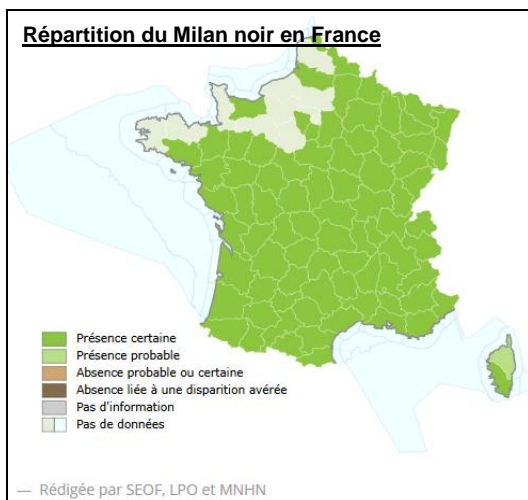 Répartition du Milan noir en France
Présence certaine
Présence probable
Absence probable ou certaine
Absence liée à une disparition avérée
Pas d'information
Pas de données
— Rédigée par SEOF, LPO et MNHN